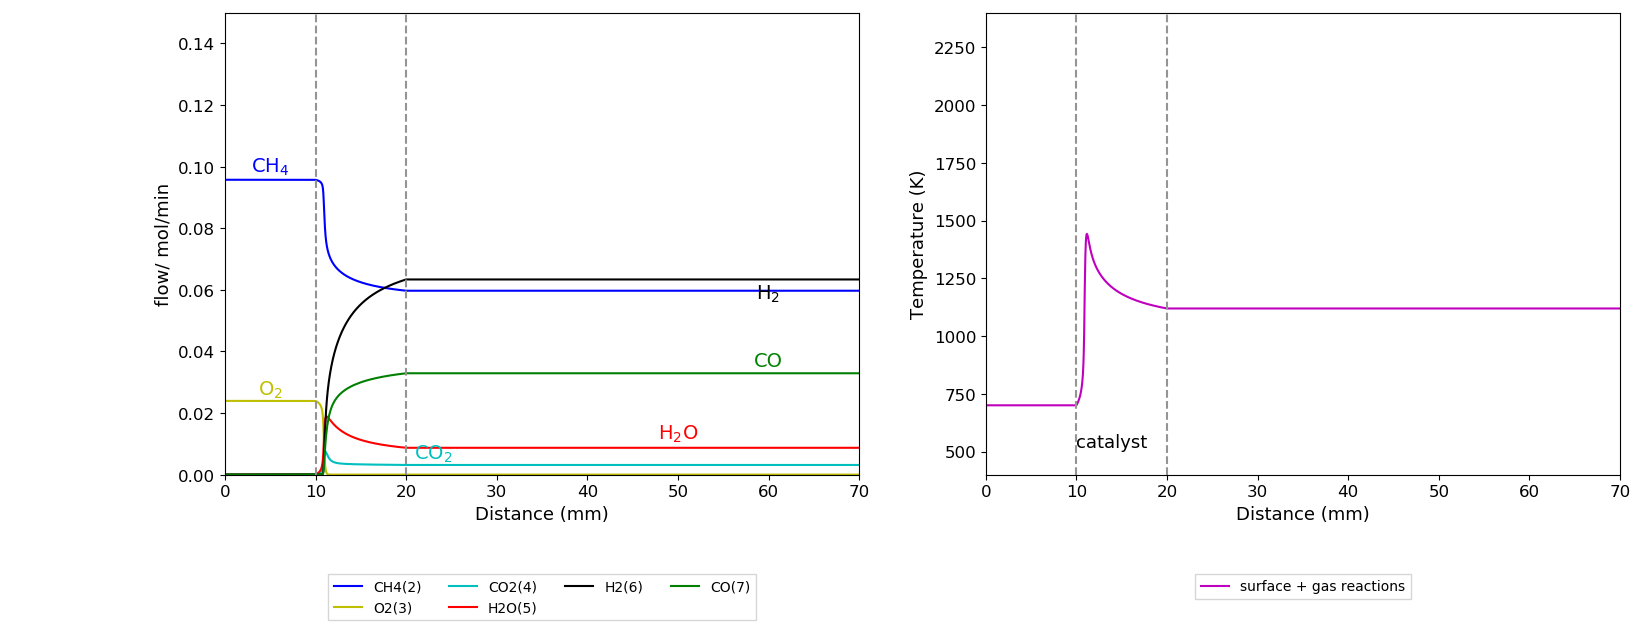 0.14
0.12
0.10
0.08
0.06
0.04
0.02
0.00
flow/ mol/min
CH₄
O₂
H₂
CO
H₂O
CO₂
0 10 20 30 40 50 60 70
Distance (mm)
CH4(2) CO2(4) H2(6) CO(7)
O2(3) H2O(5)
2250
2000
1750
1500
1250
1000
750
500
Temperature (K)
catalyst
0 10 20 30 40 50 60 70
Distance (mm)
surface + gas reactions